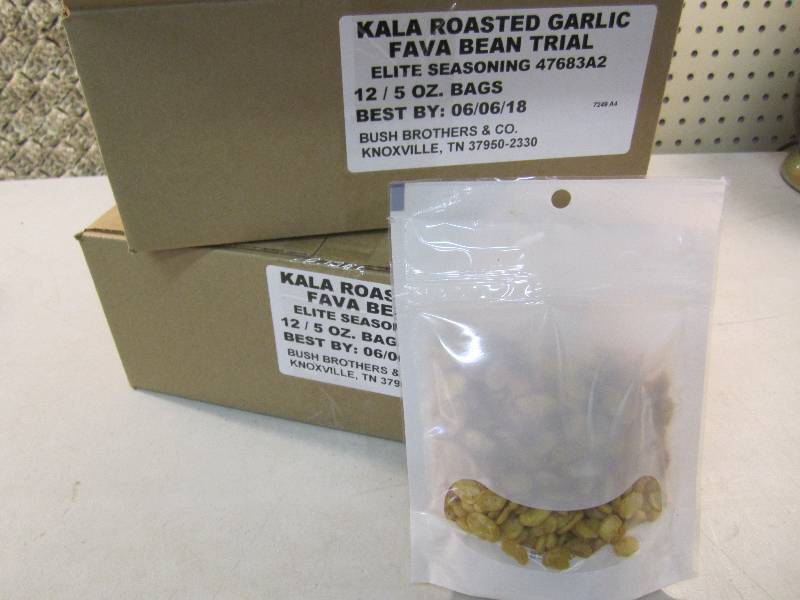 KALA ROASTED GARLIC
FAVA BEAN TRIAL
ELITE SEASONING 47683A2
12 / 5 OZ. BAGS
BEST BY: 06/06/18
7249 A4
BUSH BROTHERS & CO.
KNOXVILLE, TN 37950-2330
KALA ROAS
FAVA BE
ELITE SEASO
12 / 5 OZ. BAG
BEST BY: 06/0
BUSH BROTHERS &
KNOXVILLE, TN 379